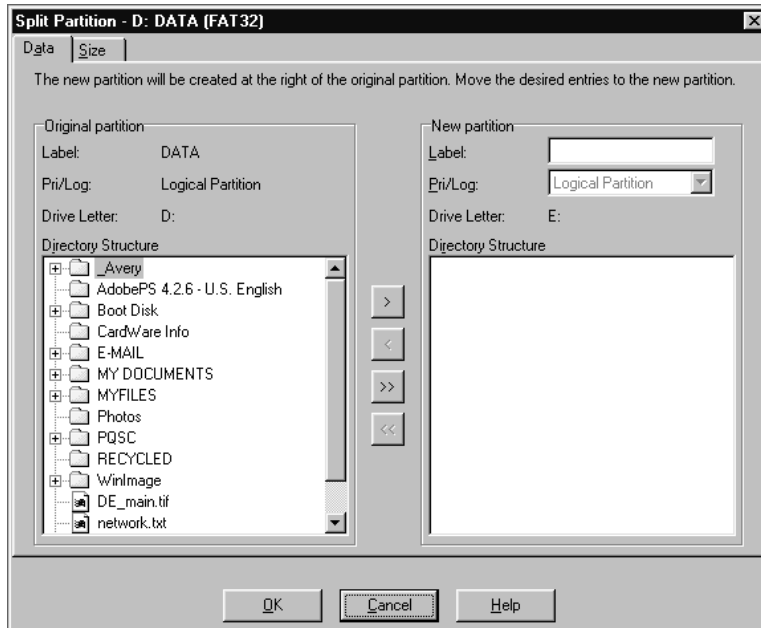 Split Partition - D: DATA (FAT32)
Data Size
The new partition will be created at the right of the original partition. Move the desired entries to the new partition.
Original partition
Label: DATA
Pri/Log: Logical Partition
Drive Letter: D:
Directory Structure
_Avery
AdobePS 4.2.6 - U.S. English
Boot Disk
CardWare Info
E-MAIL
MY DOCUMENTS
MYFILES
Photos
PQSC
RECYCLED
WinImage
DE_main.tif
network.txt
>
<
>>
<<
New partition
Label:
Pri/Log: Logical Partition
Drive Letter: E:
Directory Structure
OK Cancel Help